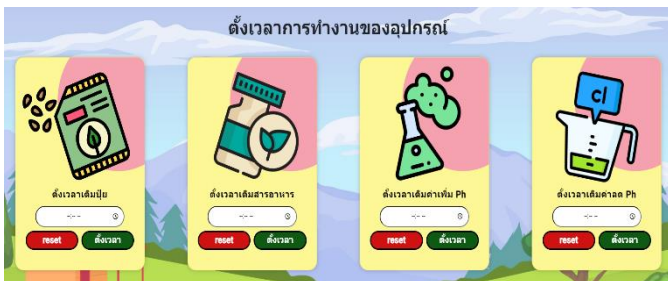 ตั้งเวลาการทำงานของอุปกรณ์
cl
ตั้งเวลาเติมปุ๋ย
ตั้งเวลาเติมสารอาหาร
ตั้งเวลาเติมค่าเพิ่ม Ph
ตั้งเวลาเติมค่าลด Ph
--:-- --:-- --:-- --:--
reset ตั้งเวลา reset ตั้งเวลา reset ตั้งเวลา reset ตั้งเวลา